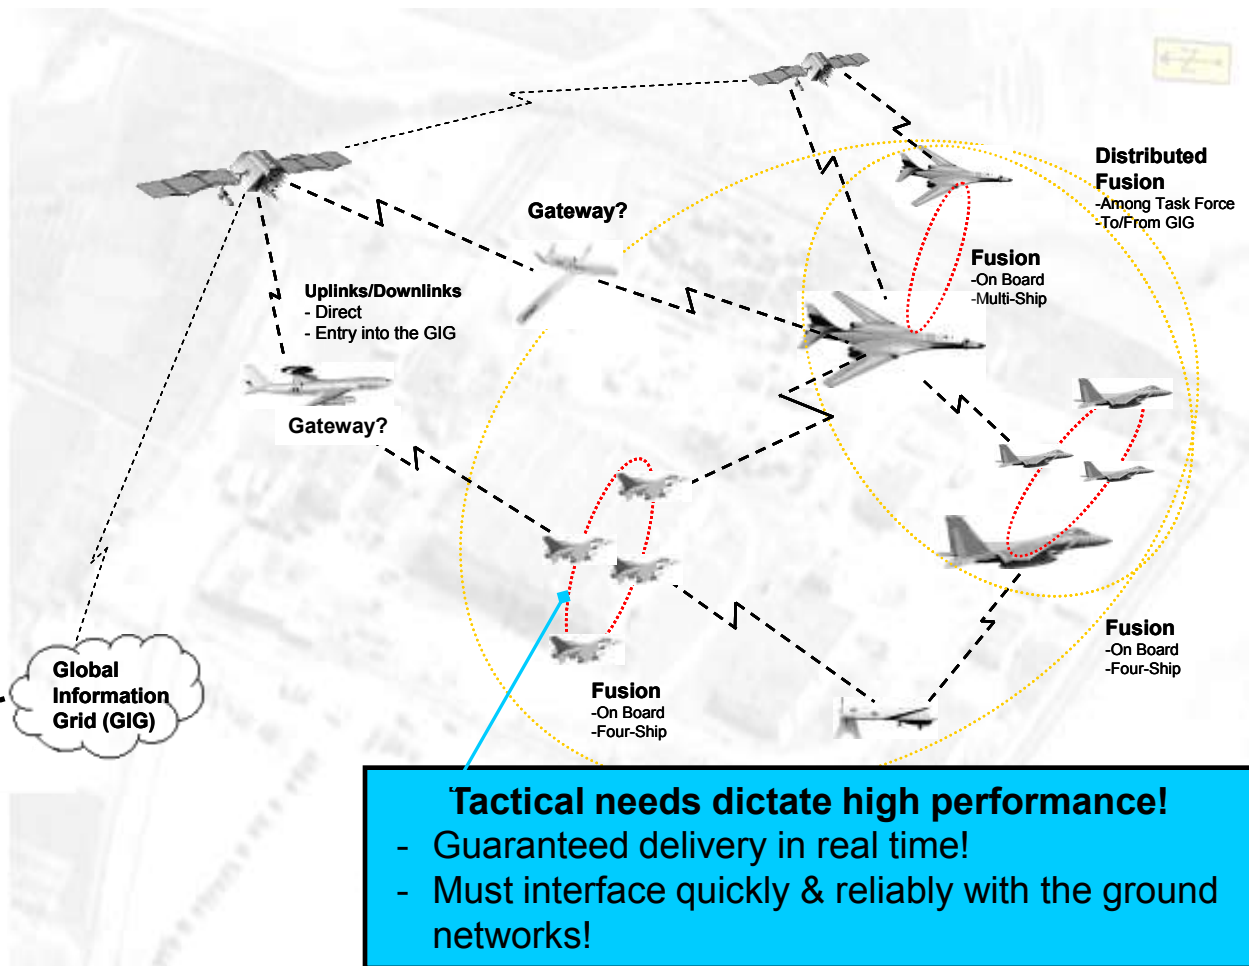 Distributed
Fusion
-Among Task Force
-To/From GIG
Gateway?
Fusion
-On Board
-Multi-Ship
Uplinks/Downlinks
- Direct
- Entry into the GIG
Gateway?
Fusion
-On Board
-Four-Ship
Global
Information
Grid (GIG)
Fusion
-On Board
-Four-Ship
Tactical needs dictate high performance!
- Guaranteed delivery in real time!
- Must interface quickly & reliably with the ground
networks!